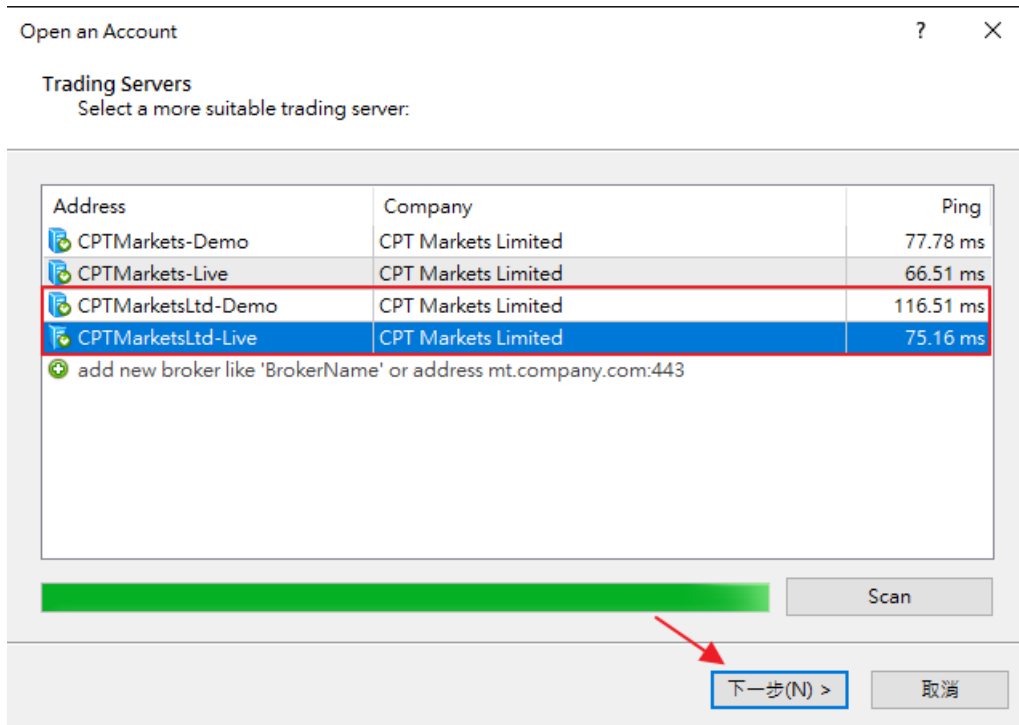 Open an Account ?
Trading Servers
Select a more suitable trading server:
Address Company Ping
CPTMarkets-Demo CPT Markets Limited 77.78 ms
CPTMarkets-Live CPT Markets Limited 66.51 ms
CPTMarketsLtd-Demo CPT Markets Limited 116.51 ms
CPTMarketsLtd-Live CPT Markets Limited 75.16 ms
add new broker like 'BrokerName' or address mt.company.com:443
Scan
下一步(N) > 取消